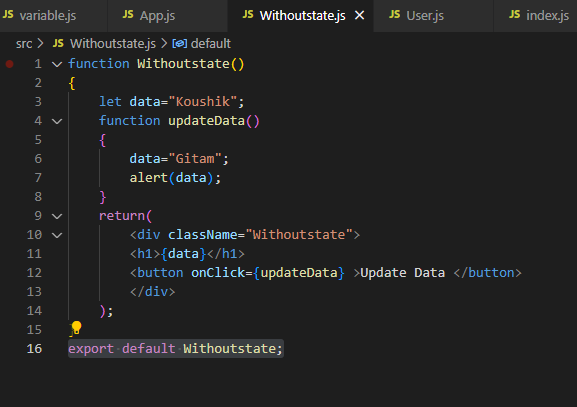 JS variable.js JS App.js JS Withoutstate.js × JS User.js JS index.js
src > JS Withoutstate.js > default
1 function Withoutstate()
2 {
3 let data="Koushik";
4 function updateData()
5 {
6 data="Gitam";
7 alert(data);
8 }
9 return(
10 <div className="Withoutstate">
11 <h1>{data}</h1>
12 <button onClick={updateData} >Update Data </button>
13 </div>
14 );
15 }
16 export default Withoutstate;